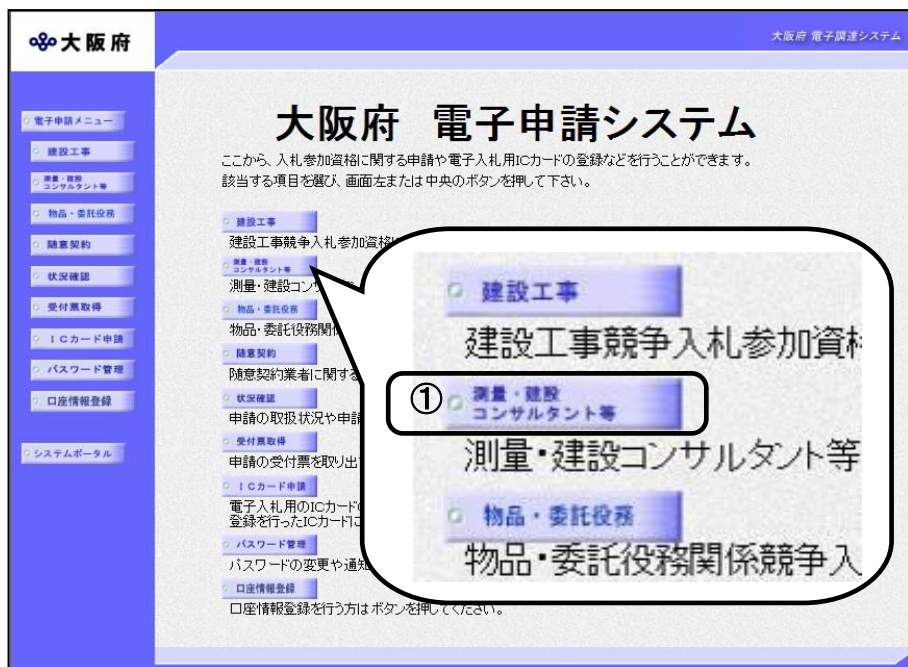 大阪府
大阪府 電子調達システム
電子申請メニュー
建設工事
測量・建設
コンサルタント等
物品・委託役務
随意契約
状況確認
受付票取得
ICカード申請
パスワード管理
口座情報登録
システムポータル
大阪府 電子申請システム
ここから、入札参加資格に関する申請や電子入札用ICカードの登録などを行うことができます。
該当する項目を選び、画面左または中央のボタンを押して下さい。
建設工事
建設工事競争入札参加資格
測量・建設
コンサルタント等
測量・建設コン
物品・委託役務
物品・委託役務関
随意契約
随意契約業者に関する
状況確認
申請の取扱状況や申請
受付票取得
申請の受付票を取り出
ICカード申請
電子入札用のICカードの
登録を行ったICカードに
パスワード管理
パスワードの変更や通知
口座情報登録
口座情報登録を行う方はボタンを押してください。
建設工事
建設工事競争入札参加資格
①
測量・建設
コンサルタント等
測量・建設コンサルタント等
物品・委託役務
物品・委託役務関係競争入